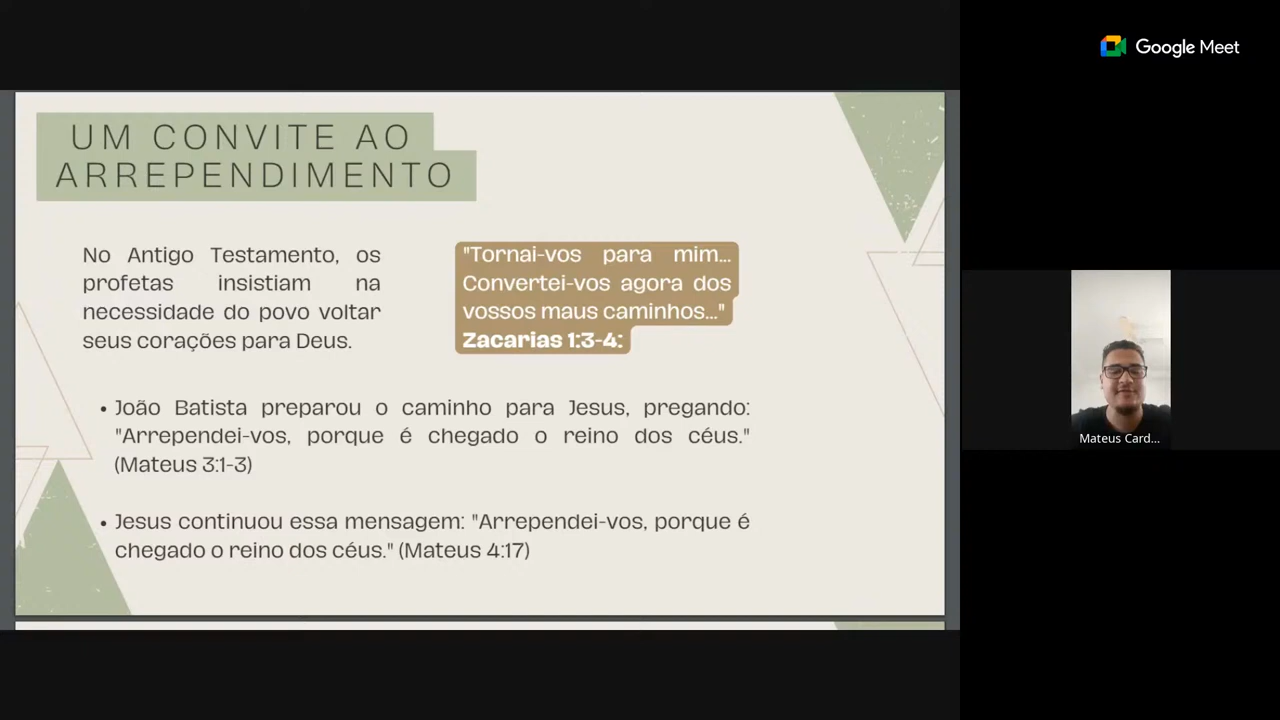 Google Meet
UM CONVITE AO
ARREPENDIMENTO
No Antigo Testamento, os
profetas insistiam na
necessidade do povo voltar
seus corações para Deus.
"Tornai-vos para mim...
Convertei-vos agora dos
vossos maus caminhos..."
Zacarias 1:3-4:
• João Batista preparou o caminho para Jesus, pregando:
"Arrependei-vos, porque é chegado o reino dos céus."
(Mateus 3:1-3)
• Jesus continuou essa mensagem: "Arrependei-vos, porque é
chegado o reino dos céus." (Mateus 4:17)
Mateus Card...